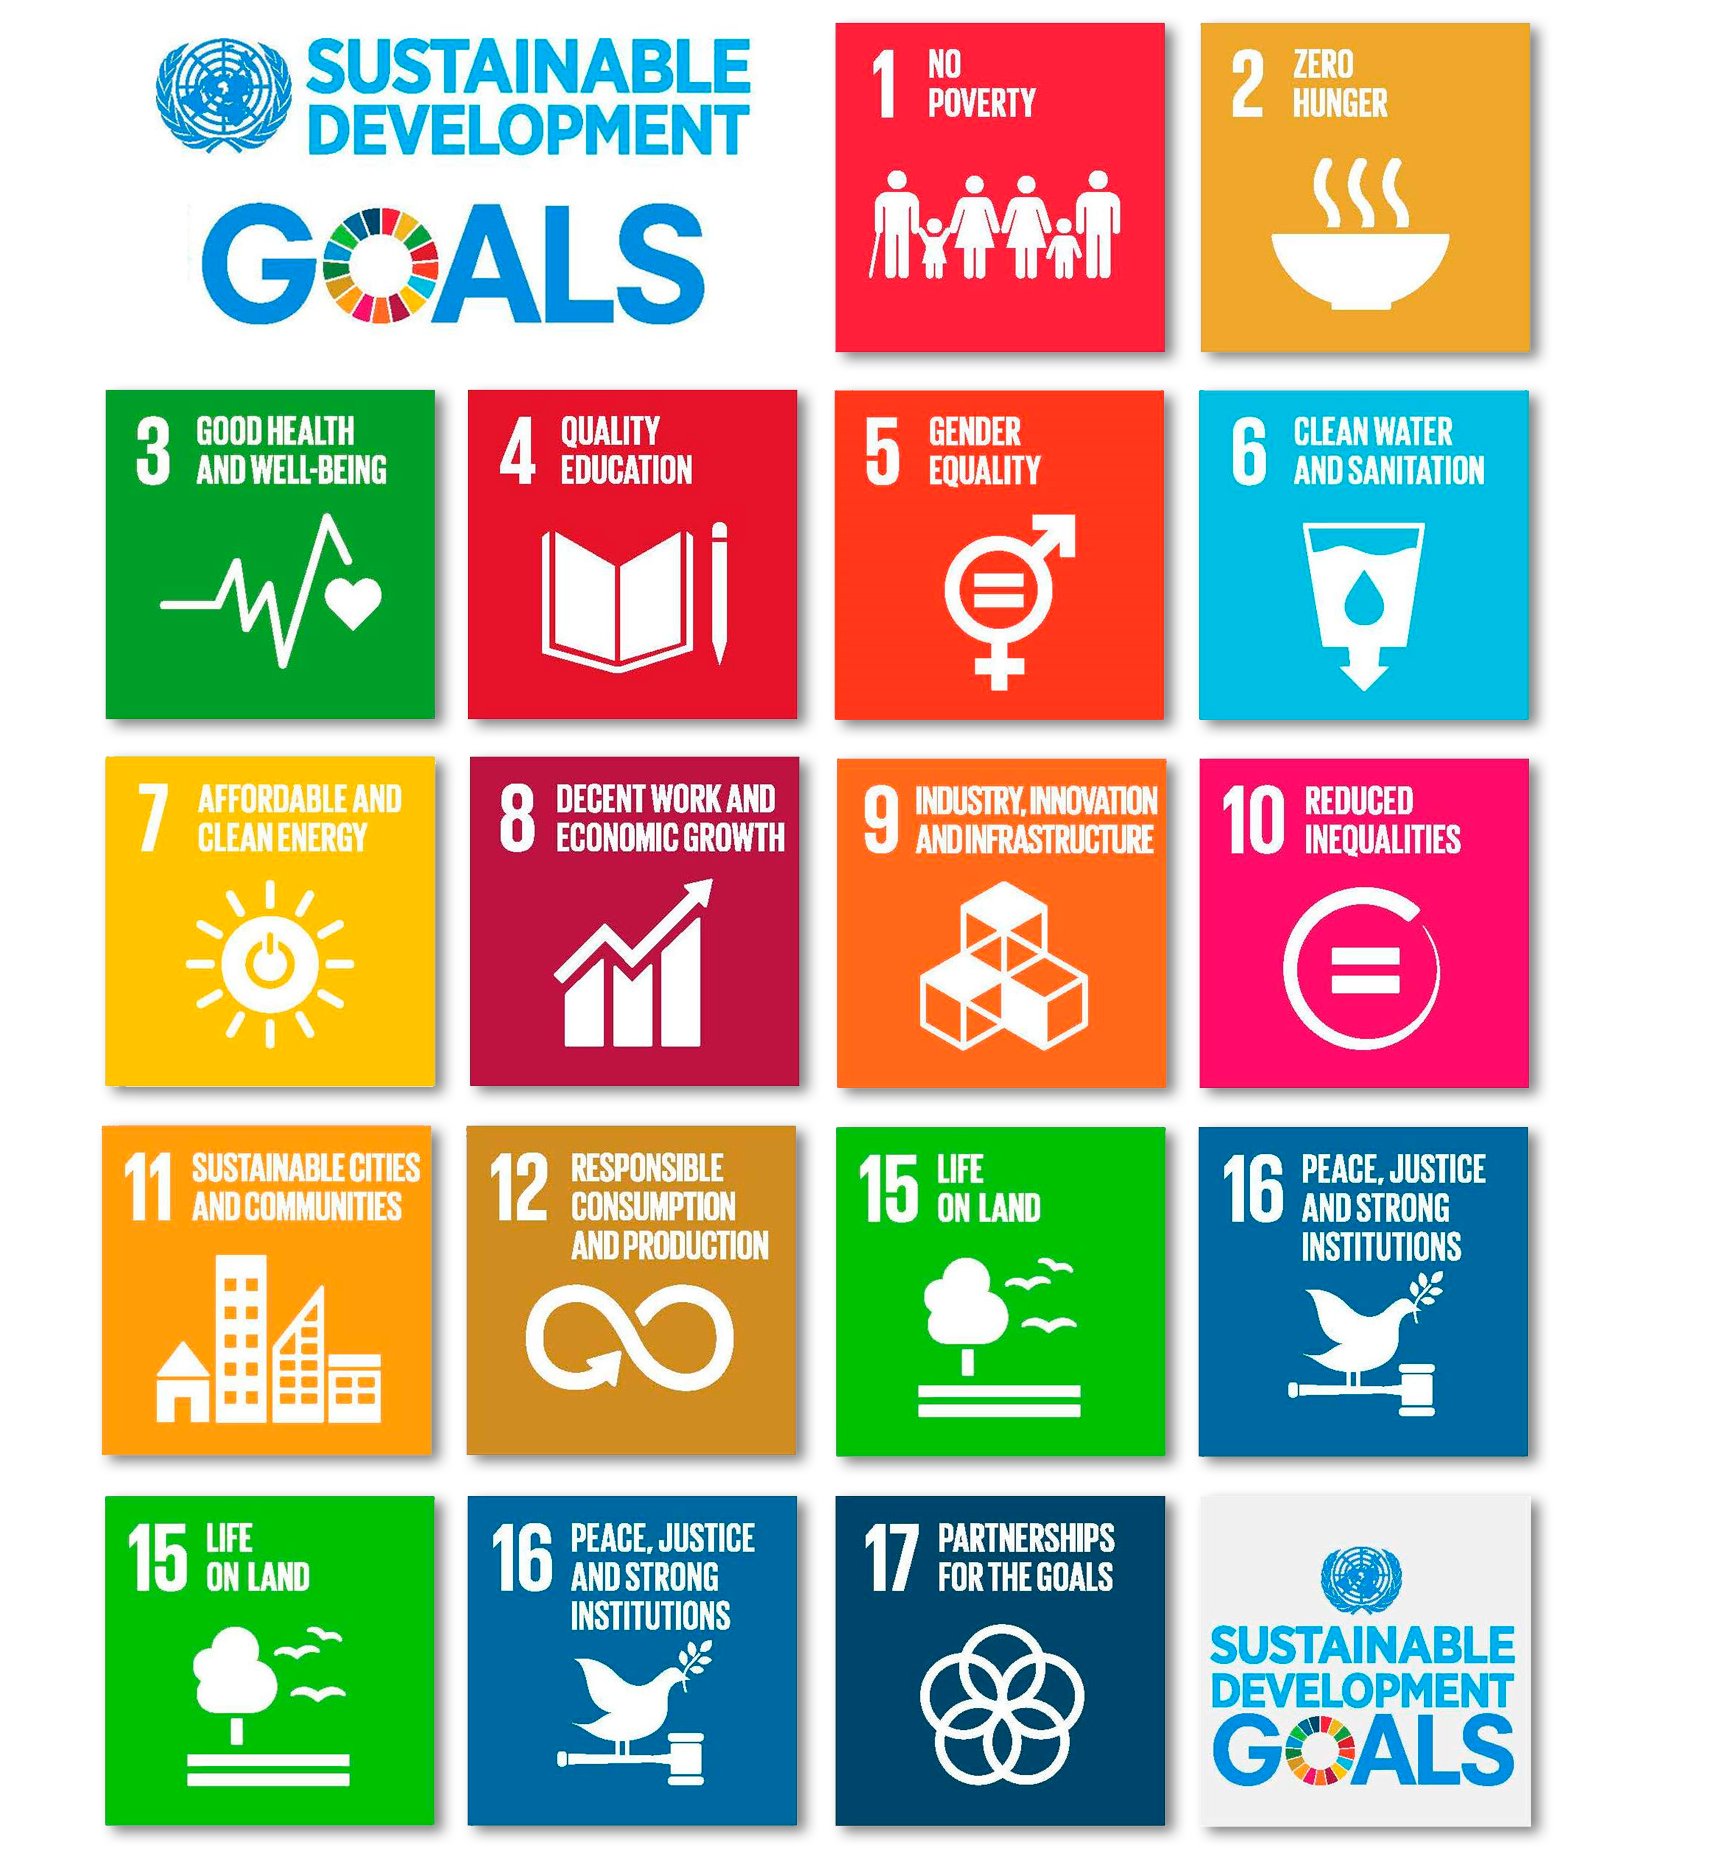 SUSTAINABLE
DEVELOPMENT
GOALS
1 NO
POVERTY
2 ZERO
HUNGER
3 GOOD HEALTH
AND WELL-BEING
4 QUALITY
EDUCATION
5 GENDER
EQUALITY
6 CLEAN WATER
AND SANITATION
7 AFFORDABLE AND
CLEAN ENERGY
8 DECENT WORK AND
ECONOMIC GROWTH
9 INDUSTRY, INNOVATION
AND INFRASTRUCTURE
10 REDUCED
INEQUALITIES
11 SUSTAINABLE CITIES
AND COMMUNITIES
12 RESPONSIBLE
CONSUMPTION
AND PRODUCTION
15 LIFE
ON LAND
16 PEACE, JUSTICE
AND STRONG
INSTITUTIONS
15 LIFE
ON LAND
16 PEACE, JUSTICE
AND STRONG
INSTITUTIONS
17 PARTNERSHIPS
FOR THE GOALS
SUSTAINABLE
DEVELOPMENT
GOALS